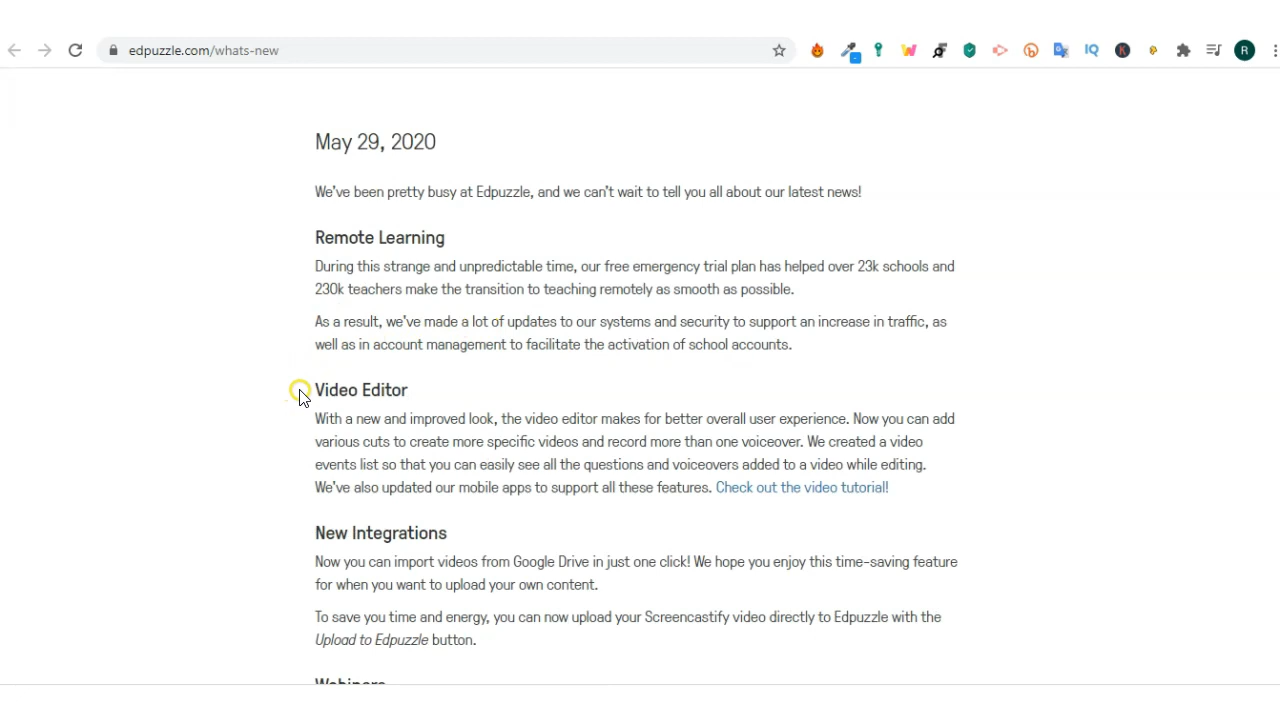 edpuzzle.com/whats-new
IQ
K
R
May 29, 2020
We've been pretty busy at Edpuzzle, and we can't wait to tell you all about our latest news!
Remote Learning
During this strange and unpredictable time, our free emergency trial plan has helped over 23k schools and
230k teachers make the transition to teaching remotely as smooth as possible.
As a result, we've made a lot of updates to our systems and security to support an increase in traffic, as
well as in account management to facilitate the activation of school accounts.
Video Editor
With a new and improved look, the video editor makes for better overall user experience. Now you can add
various cuts to create more specific videos and record more than one voiceover. We created a video
events list so that you can easily see all the questions and voiceovers added to a video while editing.
We've also updated our mobile apps to support all these features. Check out the video tutorial!
New Integrations
Now you can import videos from Google Drive in just one click! We hope you enjoy this time-saving feature
for when you want to upload your own content.
To save you time and energy, you can now upload your Screencastify video directly to Edpuzzle with the
Upload to Edpuzzle button.
Webinars